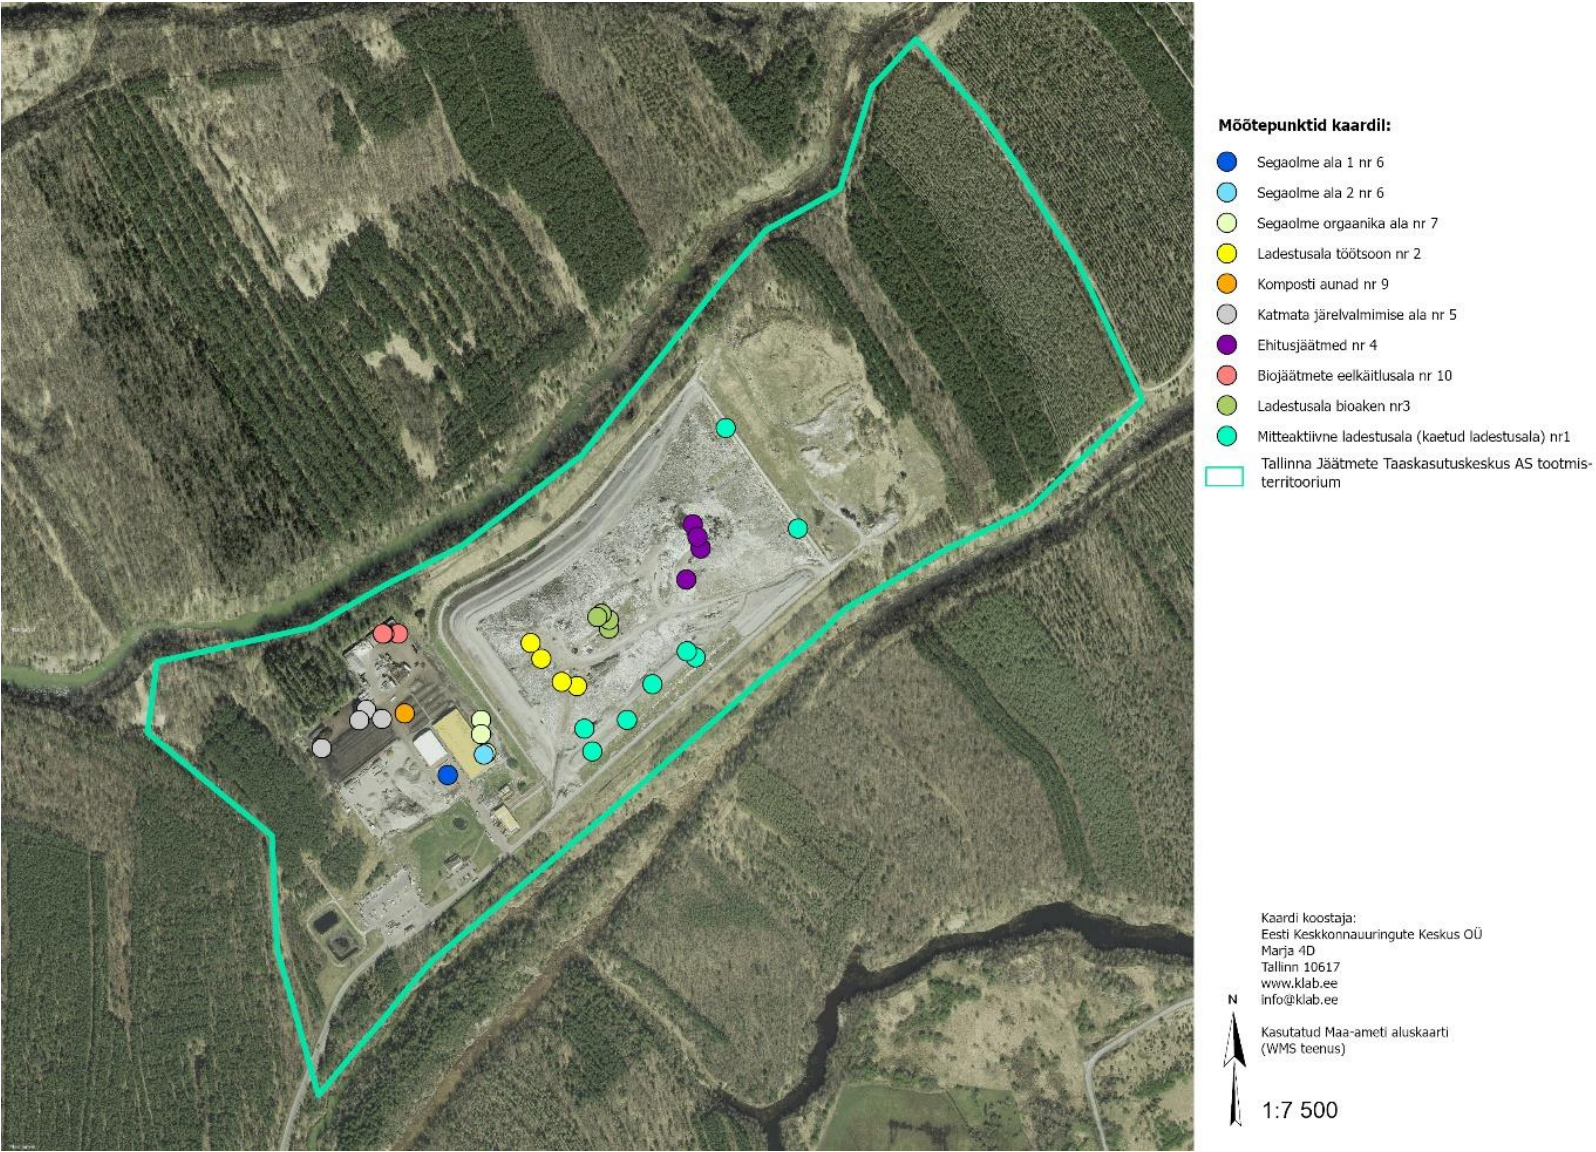 Mõõtepunktid kaardil:
Segaolme ala 1 nr 6
Segaolme ala 2 nr 6
Segaolme orgaanika ala nr 7
Ladestusala töötsoon nr 2
Komposti aunad nr 9
Katmata järelvalmimise ala nr 5
Ehitusjäätmed nr 4
Biojäätmete eelkäitlusala nr 10
Ladestusala bioaken nr3
Mitteaktiivne ladestusala (kaetud ladestusala) nr1
Tallinna Jäätmete Taaskasutuskeskus AS tootmis-
territoorium
Kaardi koostaja:
Eesti Keskkonnauuringute Keskus OÜ
Marja 4D
Tallinn 10617
www.klab.ee
info@klab.ee
N
Kasutatud Maa-ameti aluskaarti
(WMS teenus)
1:7 500